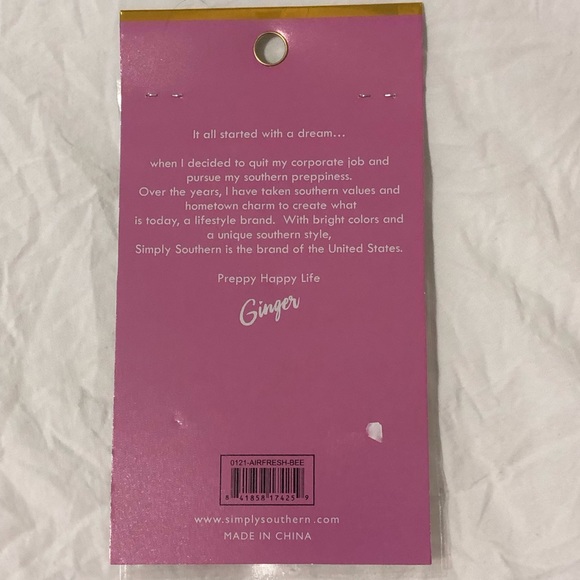 It all started with a dream...
when I decided to quit my corporate job and
pursue my southern preppiness.
Over the years, I have taken southern values and
hometown charm to create what
is today, a lifestyle brand. With bright colors and
a unique southern style,
Simply Southern is the brand of the United States.
Preppy Happy Life
Ginger
0121-AIRFRESH-BEE
8 41858 17425 9
www.simplysouthern.com
MADE IN CHINA